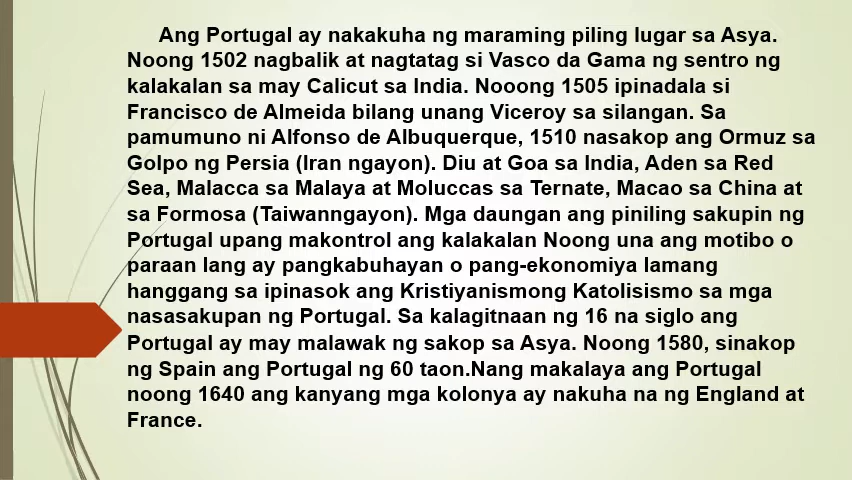 Ang Portugal ay nakakuha ng maraming piling lugar sa Asya.
Noong 1502 nagbalik at nagtatag si Vasco da Gama ng sentro ng
kalakalan sa may Calicut sa India. Nooong 1505 ipinadala si
Francisco de Almeida bilang unang Viceroy sa silangan. Sa
pamumuno ni Alfonso de Albuquerque, 1510 nasakop ang Ormuz sa
Golpo ng Persia (Iran ngayon). Diu at Goa sa India, Aden sa Red
Sea, Malacca sa Malaya at Moluccas sa Ternate, Macao sa China at
sa Formosa (Taiwanngayon). Mga daungan ang piniling sakupin ng
Portugal upang makontrol ang kalakalan Noong una ang motibo o
paraan lang ay pangkabuhayan o pang-ekonomiya lamang
hanggang sa ipinasok ang Kristiyanismong Katolisismo sa mga
nasasakupan ng Portugal. Sa kalagitnaan ng 16 na siglo ang
Portugal ay may malawak ng sakop sa Asya. Noong 1580, sinakop
ng Spain ang Portugal ng 60 taon.Nang makalaya ang Portugal
noong 1640 ang kanyang mga kolonya ay nakuha na ng England at
France.